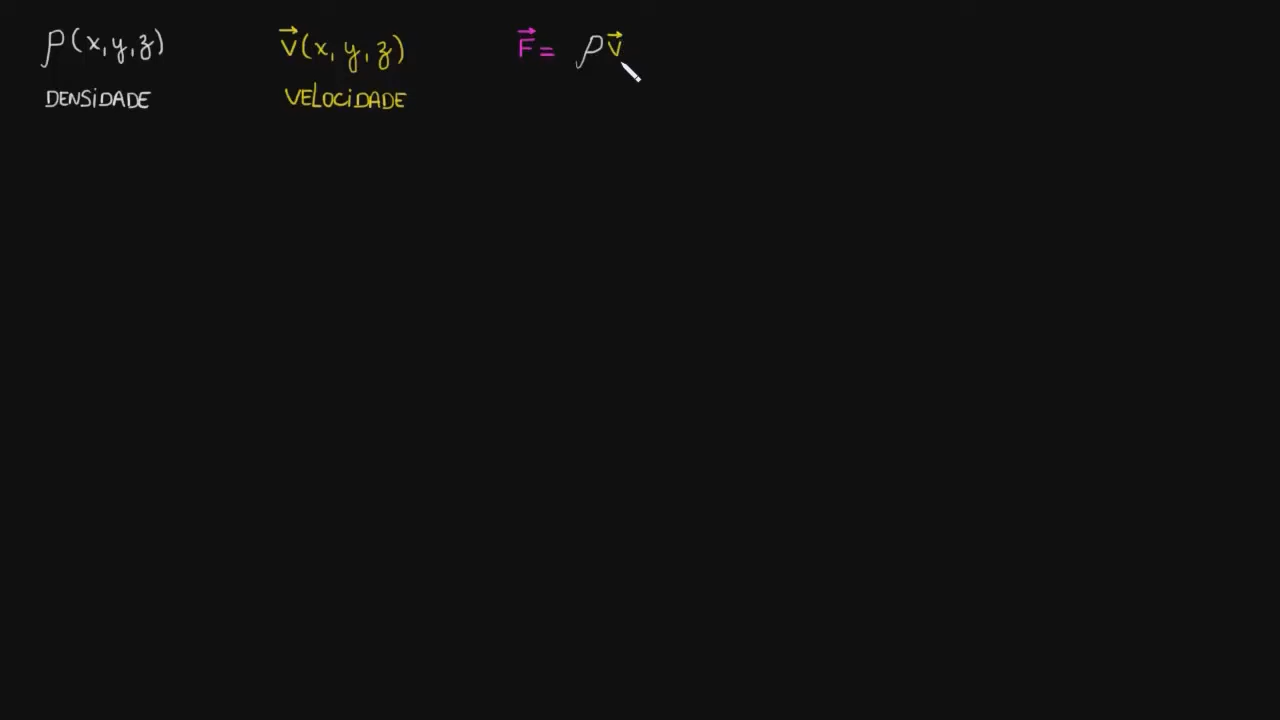 ρ(x,y,z) v⃗(x,y,z) F⃗ = ρv⃗
DENSIDADE VELOCIDADE